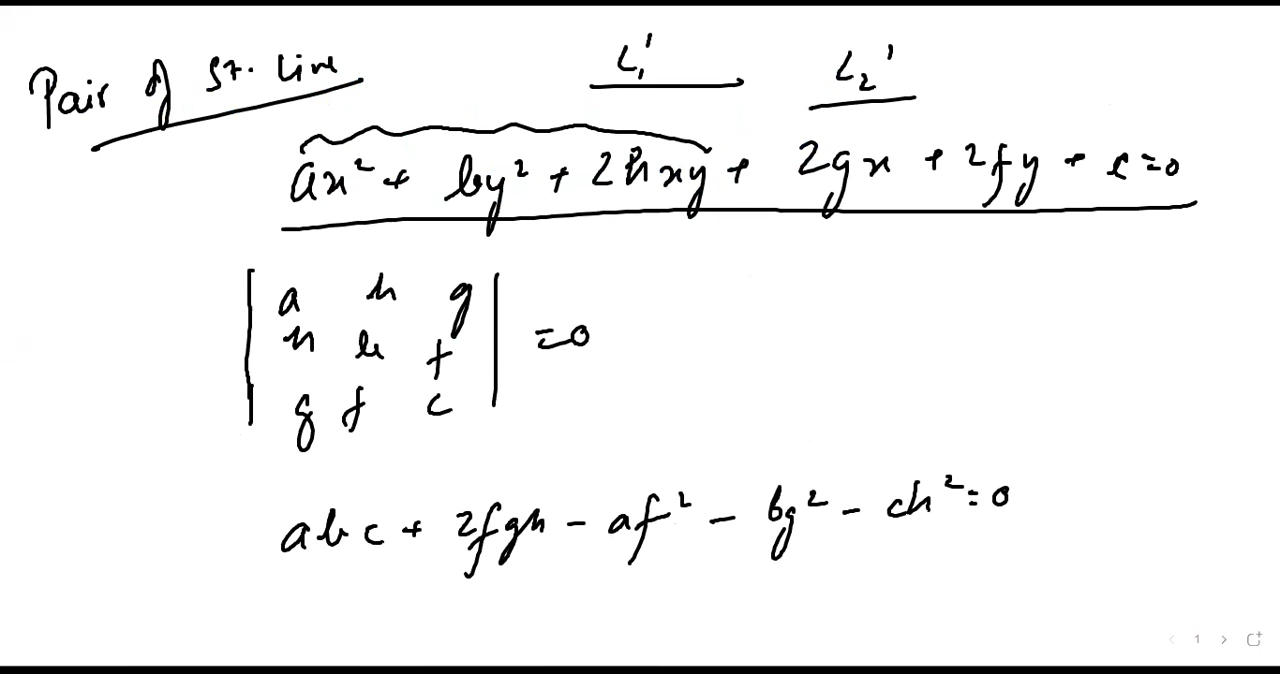 Pair of St. Line
L₁' L₂'
ax² + by² + 2hxy + 2gx + 2fy + c = 0
| a h g |
| h b f | = 0
| g f c |
abc + 2fgh - af² - bg² - ch² = 0
1